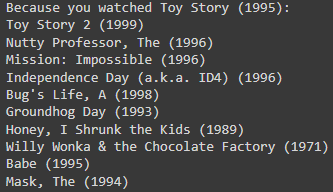 Because you watched Toy Story (1995):
Toy Story 2 (1999)
Nutty Professor, The (1996)
Mission: Impossible (1996)
Independence Day (a.k.a. ID4) (1996)
Bug's Life, A (1998)
Groundhog Day (1993)
Honey, I Shrunk the Kids (1989)
Willy Wonka & the Chocolate Factory (1971)
Babe (1995)
Mask, The (1994)